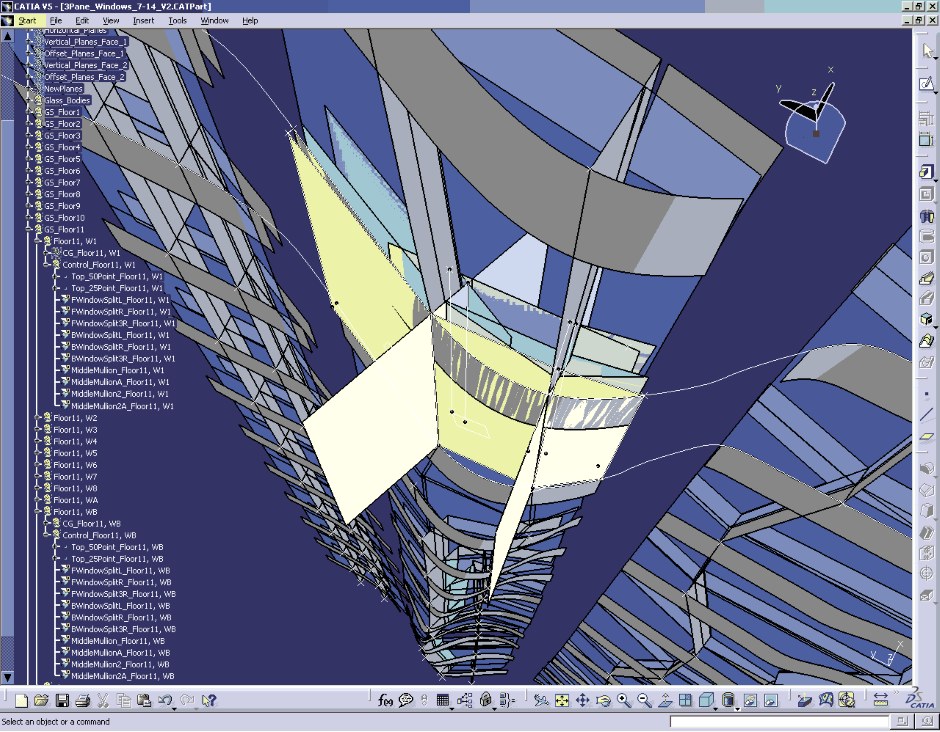 CATIA V5 - [3Pane_Windows_7-14_V2.CATPart]
Start File Edit View Insert Tools Window Help
Horizontal_Planes
Vertical_Planes_Face_1
Offset_Planes_Face_1
Vertical_Planes_Face_2
Offset_Planes_Face_2
NewPlanes
Glass_Bodies
GS_Floor1
GS_Floor2
GS_Floor3
GS_Floor4
GS_Floor5
GS_Floor6
GS_Floor7
GS_Floor8
GS_Floor9
GS_Floor10
GS_Floor11
Floor11, W1
CG_Floor11, W1
Control_Floor11, W1
Top_50Point_Floor11, W1
Top_25Point_Floor11, W1
FWindowSplitL_Floor11, W1
FWindowSplitR_Floor11, W1
FWindowSplit3R_Floor11, W1
BWindowSplitL_Floor11, W1
BWindowSplitR_Floor11, W1
BWindowSplit3R_Floor11, W1
MiddleMullion_Floor11, W1
MiddleMullionA_Floor11, W1
MiddleMullion2_Floor11, W1
MiddleMullion2A_Floor11, W1
Floor11, W2
Floor11, W3
Floor11, W4
Floor11, W5
Floor11, W6
Floor11, W7
Floor11, W8
Floor11, WA
Floor11, WB
CG_Floor11, WB
Control_Floor11, WB
Top_50Point_Floor11, WB
Top_25Point_Floor11, WB
FWindowSplitL_Floor11, WB
FWindowSplitR_Floor11, WB
FWindowSplit3R_Floor11, WB
BWindowSplitL_Floor11, WB
BWindowSplitR_Floor11, WB
BWindowSplit3R_Floor11, WB
MiddleMullion_Floor11, WB
MiddleMullionA_Floor11, WB
MiddleMullion2_Floor11, WB
MiddleMullion2A_Floor11, WB
x
y
z
x
y
z
fog
CATIA
Select an object or a command